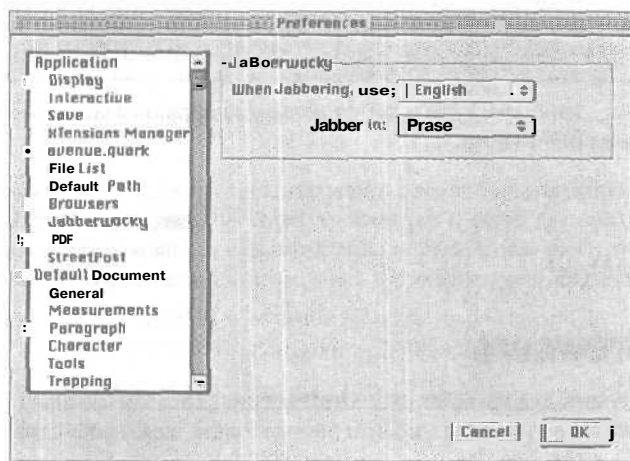 Preferences
Application
Display
Interactive
Save
XTensions Manager
avenue.quark
File List
Default Path
Browsers
Jabberwocky
PDF
StreetPost
Default Document
General
Measurements
Paragraph
Character
Tools
Trapping
-JaBberwocky
When Jabbering, use; English
Jabber in: Prase
Cancel
OK